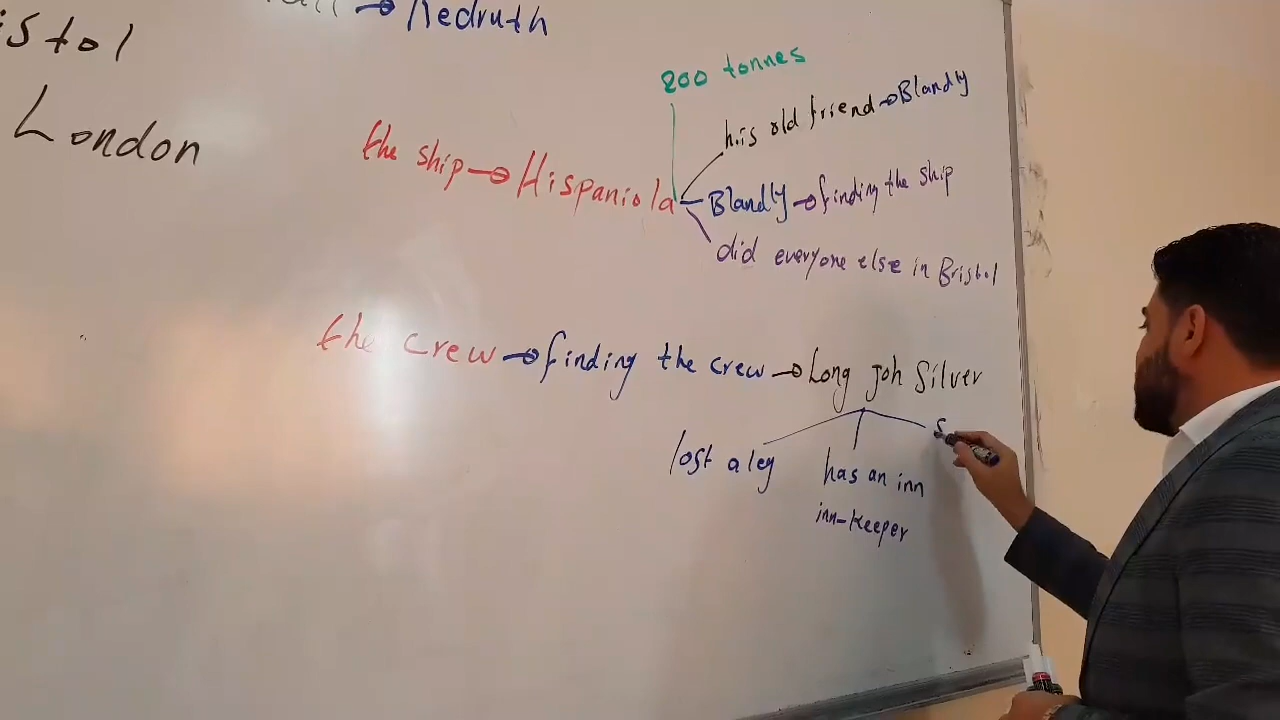 → Redruth
istol
London
200 tonnes
his old friend → Blandly
the ship → Hispaniola
Blandly → finding the ship
did everyone else in Bristol
the crew → finding the crew → Long Joh Silver
lost a leg
has an inn
inn-keeper
s